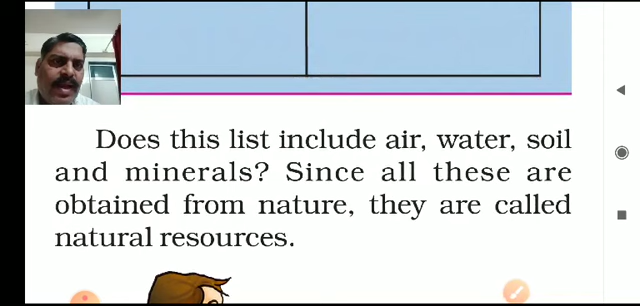 Does this list include air, water, soil
and minerals? Since all these are
obtained from nature, they are called
natural resources.